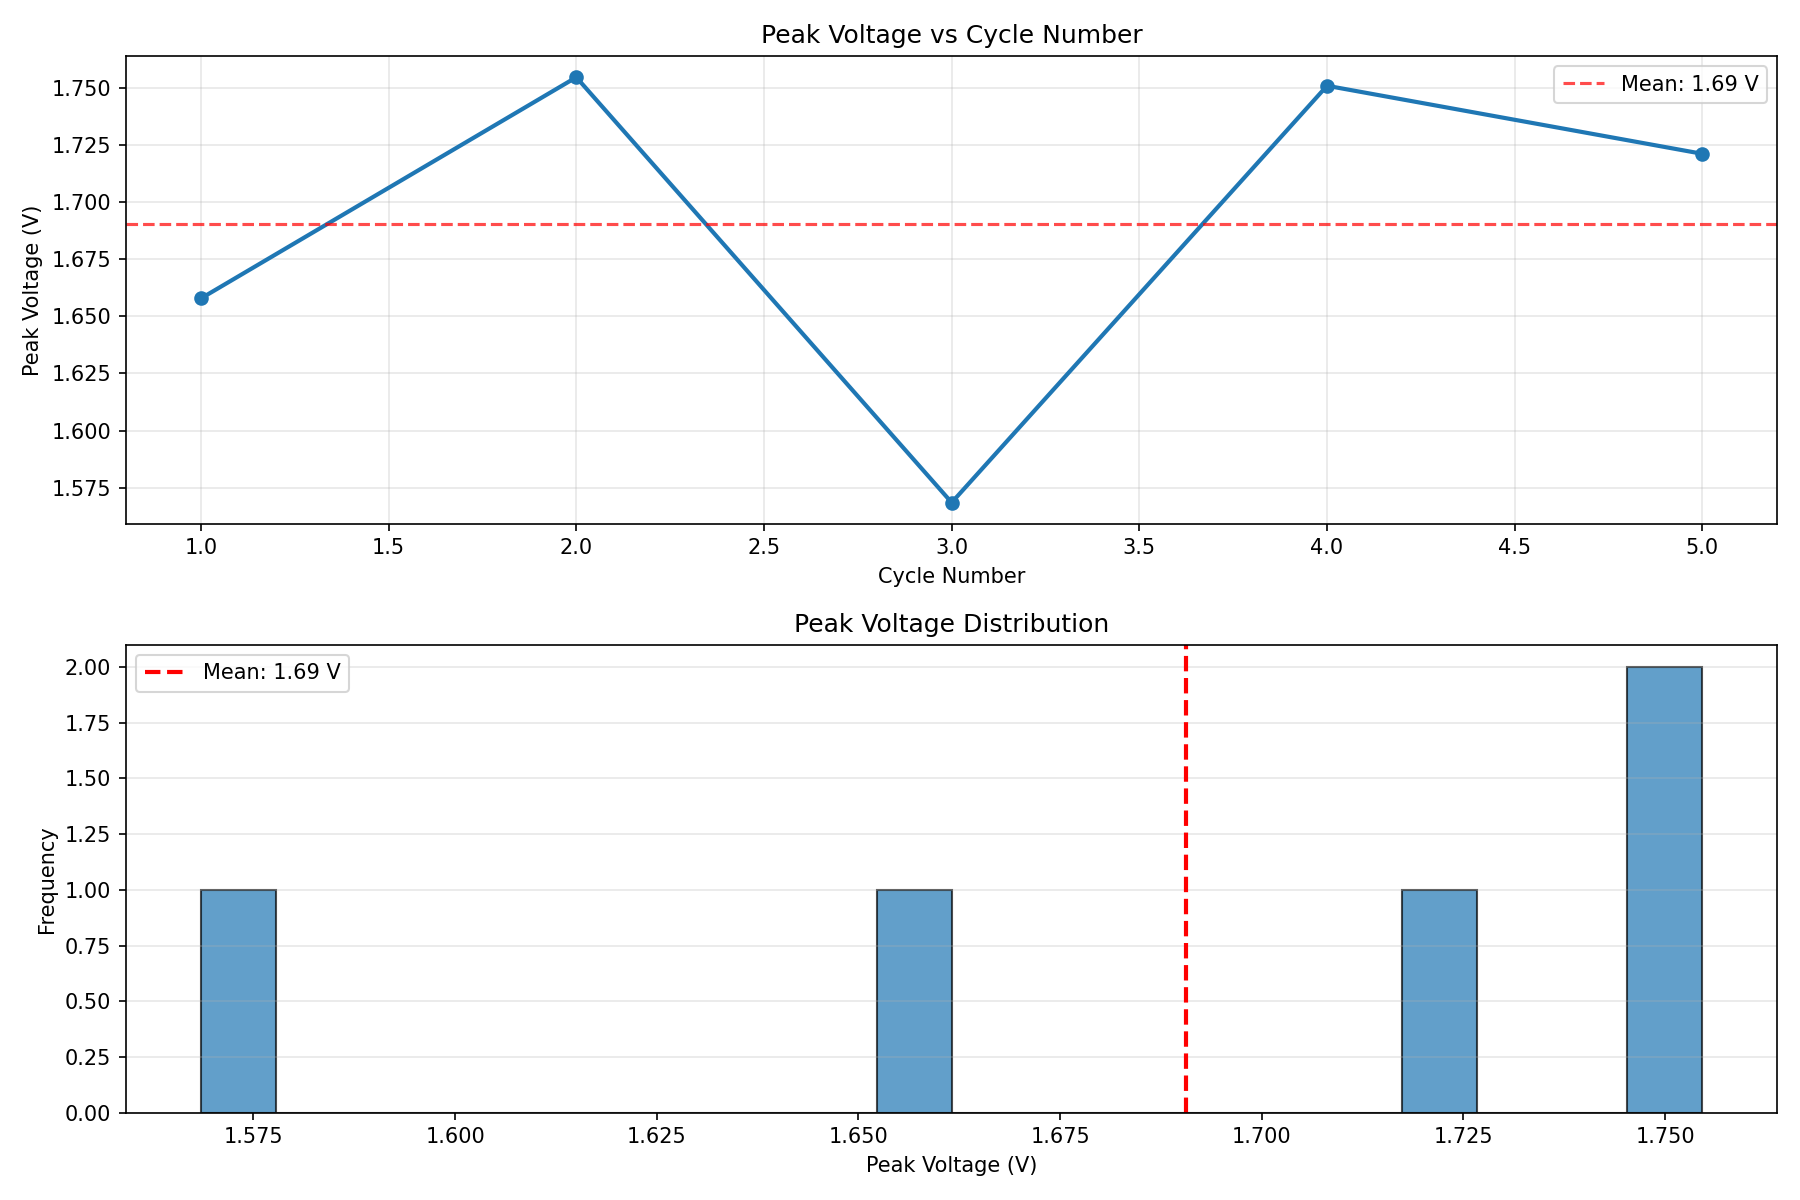 Peak Voltage vs Cycle Number
Peak Voltage (V)
1.750
1.725
1.700
1.675
1.650
1.625
1.600
1.575
Mean: 1.69 V
1.0 1.5 2.0 2.5 3.0 3.5 4.0 4.5 5.0
Cycle Number
Peak Voltage Distribution
Frequency
2.00
1.75
1.50
1.25
1.00
0.75
0.50
0.25
0.00
Mean: 1.69 V
1.575 1.600 1.625 1.650 1.675 1.700 1.725 1.750
Peak Voltage (V)